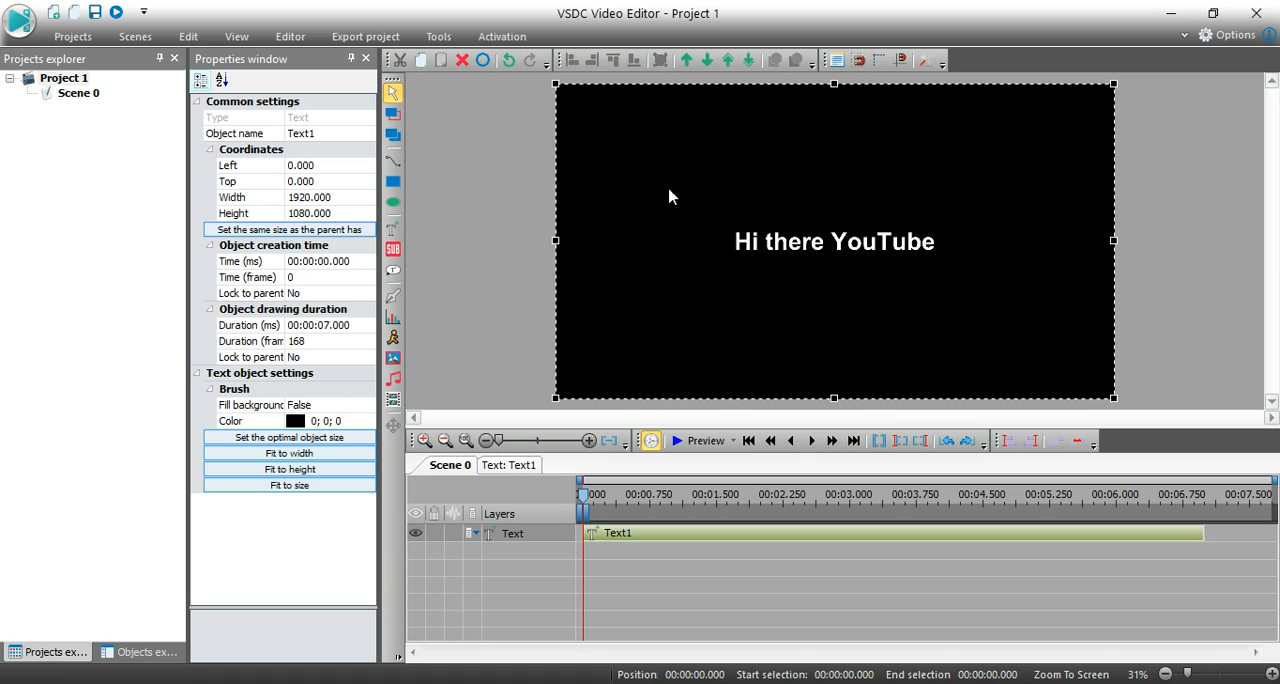 VSDC Video Editor - Project 1
Projects Scenes Edit View Editor Export project Tools Activation Options
Projects explorer
Project 1
Scene 0
Properties window
Common settings
Type Text
Object name Text1
Coordinates
Left 0.000
Top 0.000
Width 1920.000
Height 1080.000
Set the same size as the parent has
Object creation time
Time (ms) 00:00:00.000
Time (frame) 0
Lock to parent No
Object drawing duration
Duration (ms) 00:00:07.000
Duration (fram 168
Lock to parent No
Text object settings
Brush
Fill background False
Color 0; 0; 0
Set the optimal object size
Fit to width
Fit to height
Fit to size
SUB
Hi there YouTube
Preview
Scene 0 Text: Text1
000 00:00.750 00:01.500 00:02.250 00:03.000 00:03.750 00:04.500 00:05.250 00:06.000 00:06.750 00:07.500
Layers
Text Text1
Projects ex... Objects ex...
Position: 00:00:00.000 Start selection: 00:00:00.000 End selection 00:00:00.000 Zoom To Screen 31%